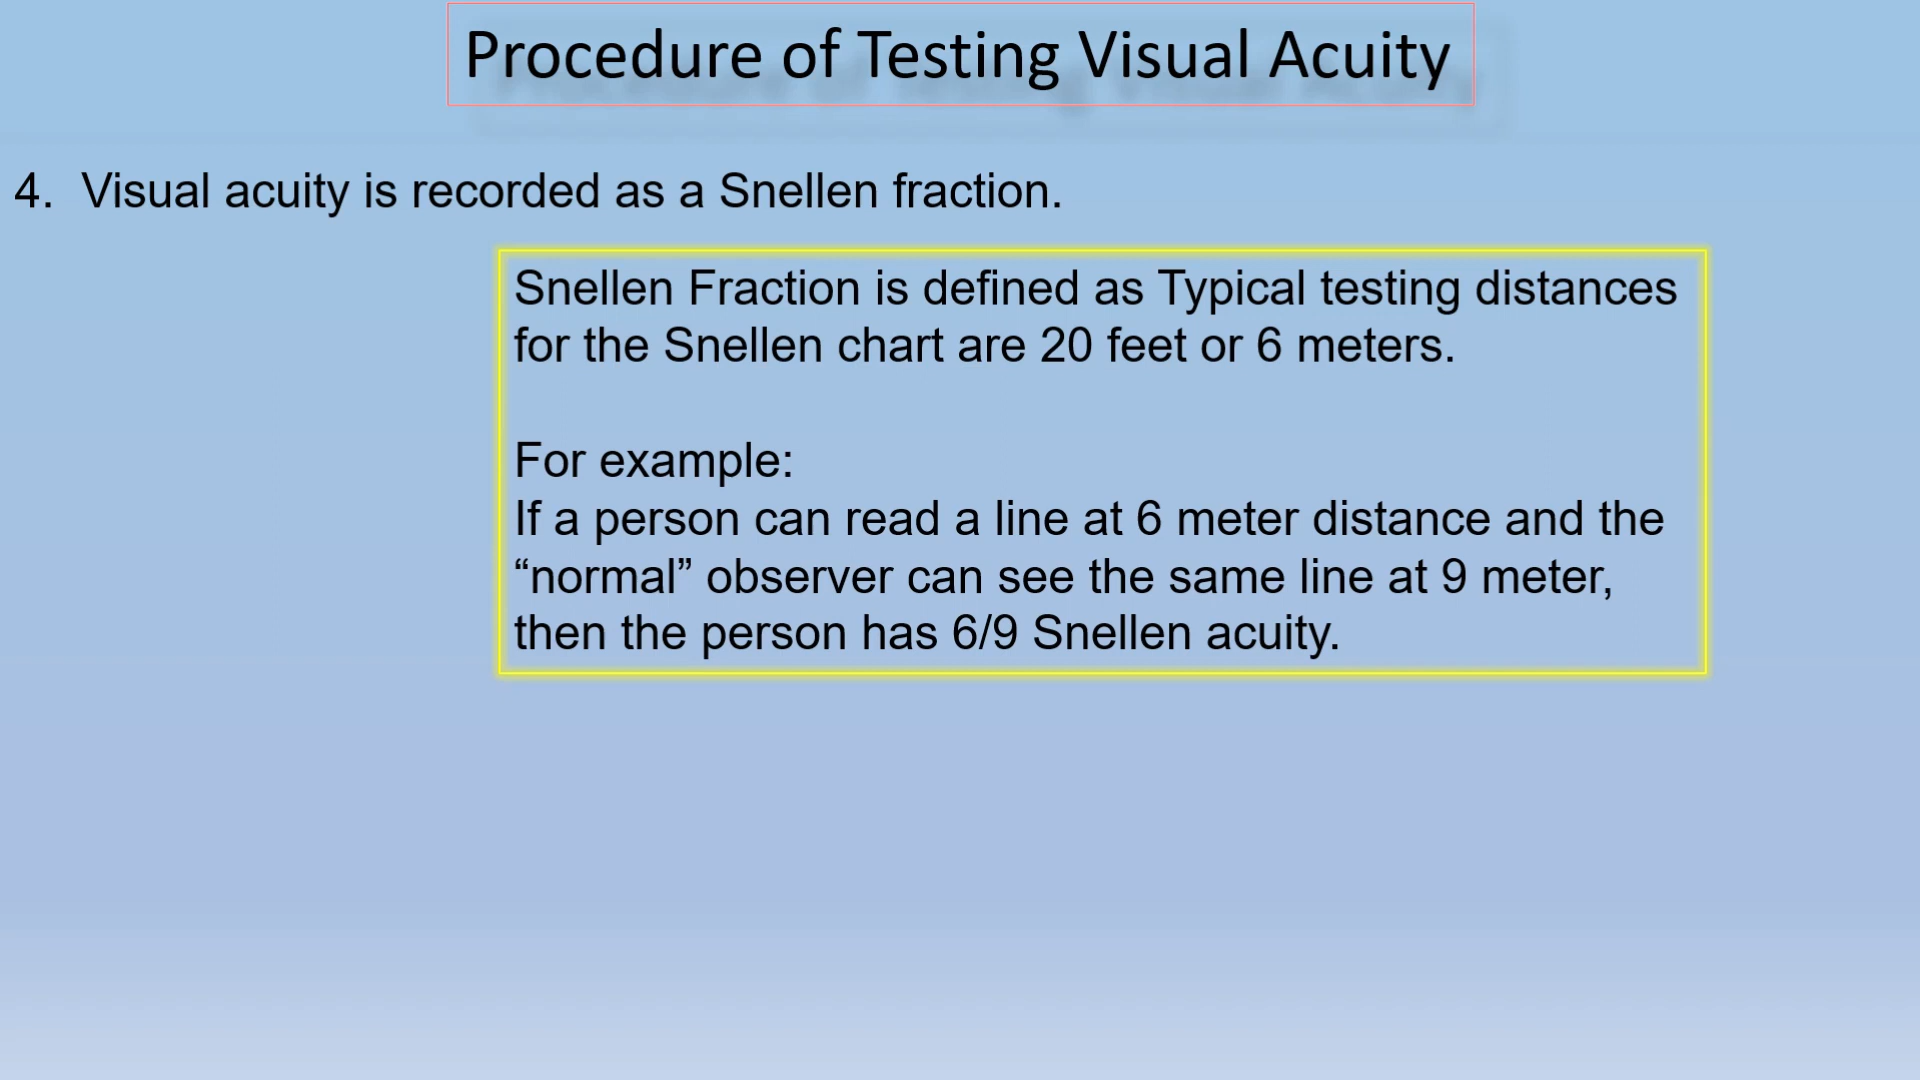 Procedure of Testing Visual Acuity
4. Visual acuity is recorded as a Snellen fraction.
Snellen Fraction is defined as Typical testing distances
for the Snellen chart are 20 feet or 6 meters.
For example:
If a person can read a line at 6 meter distance and the
“normal” observer can see the same line at 9 meter,
then the person has 6/9 Snellen acuity.